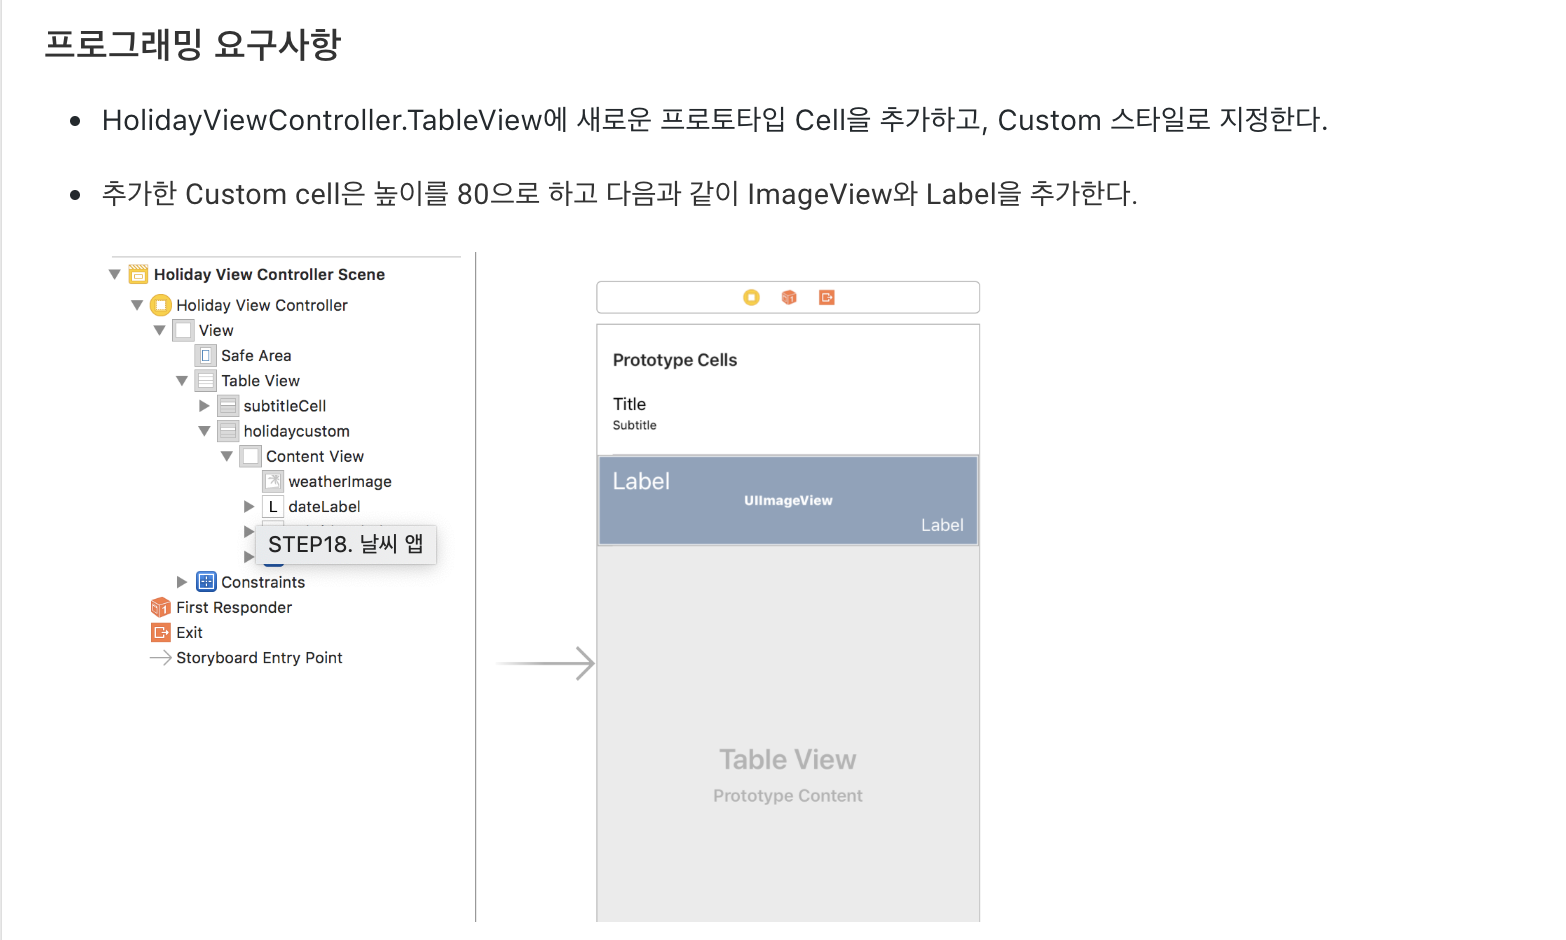 프로그래밍 요구사항
HolidayViewController.TableView에 새로운 프로토타입 Cell을 추가하고, Custom 스타일로 지정한다.
추가한 Custom cell은 높이를 80으로 하고 다음과 같이 ImageView와 Label을 추가한다.
Holiday View Controller Scene
Holiday View Controller
View
Safe Area
Table View
subtitleCell
holidaycustom
Content View
weatherImage
L dateLabel
STEP18. 날씨 앱
Constraints
First Responder
Exit
Storyboard Entry Point
Prototype Cells
Title
Subtitle
Label
UIImageView
Label
Table View
Prototype Content